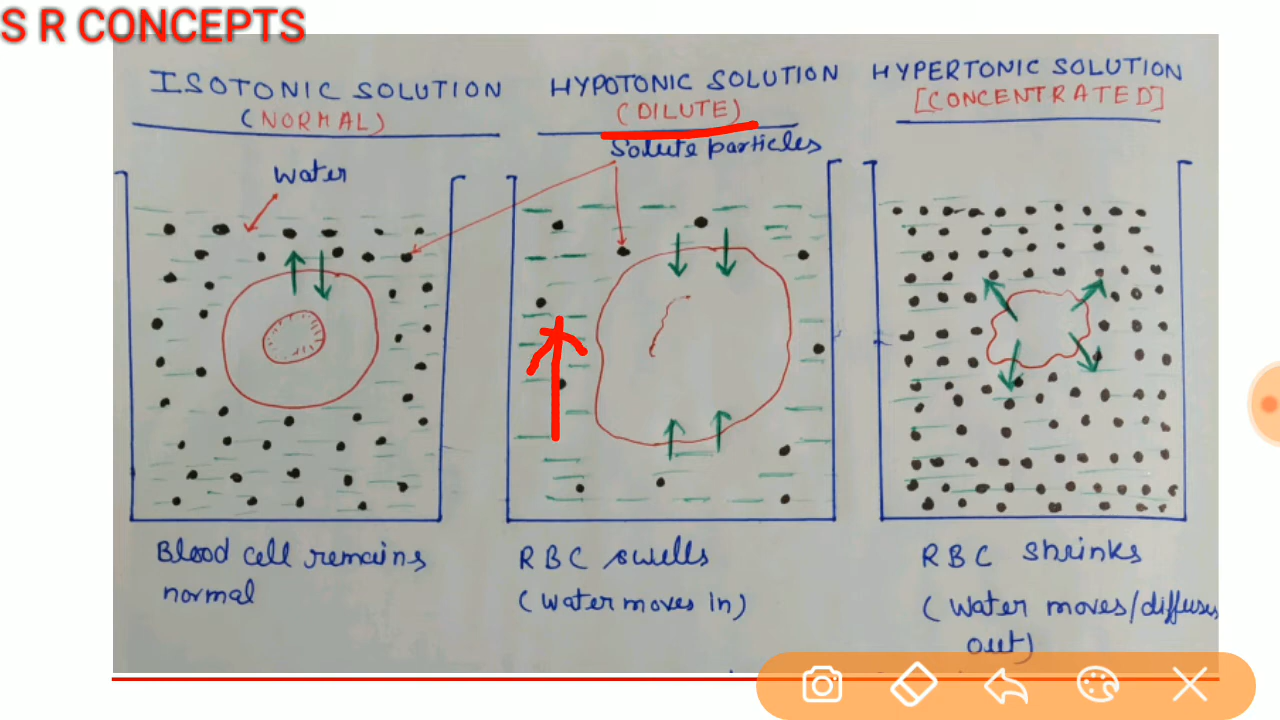 S R CONCEPTS
ISOTONIC SOLUTION
(NORMAL)
HYPOTONIC SOLUTION
(DILUTE)
HYPERTONIC SOLUTION
[CONCENTRATED]
Solute particles
Water
Blood cell remains
normal
RBC swells
(Water moves in)
RBC shrinks
(Water moves/diffuses
out)